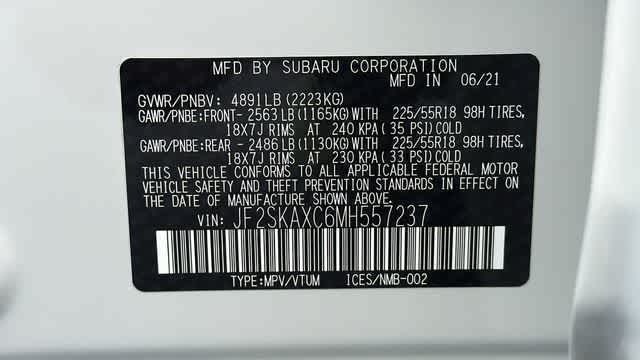 MFD BY SUBARU CORPORATION
MFD IN 06/21
GVWR/PNBV: 4891LB(2223KG)
GAWR/PNBE:FRONT- 2563LB(1165KG)WITH 225/55R18 98H TIRES,
18X7J RIMS AT 240 KPA(35 PSI)COLD
GAWR/PNBE:REAR - 2486LB(1130KG)WITH 225/55R18 98H TIRES,
18X7J RIMS AT 230 KPA(33 PSI)COLD
THIS VEHICLE CONFORMS TO ALL APPLICABLE FEDERAL MOTOR
VEHICLE SAFETY AND THEFT PREVENTION STANDARDS IN EFFECT ON
THE DATE OF MANUFACTURE SHOWN ABOVE.
VIN: JF2SKAXC6MH557237
TYPE:MPV/VTUM ICES/NMB-002